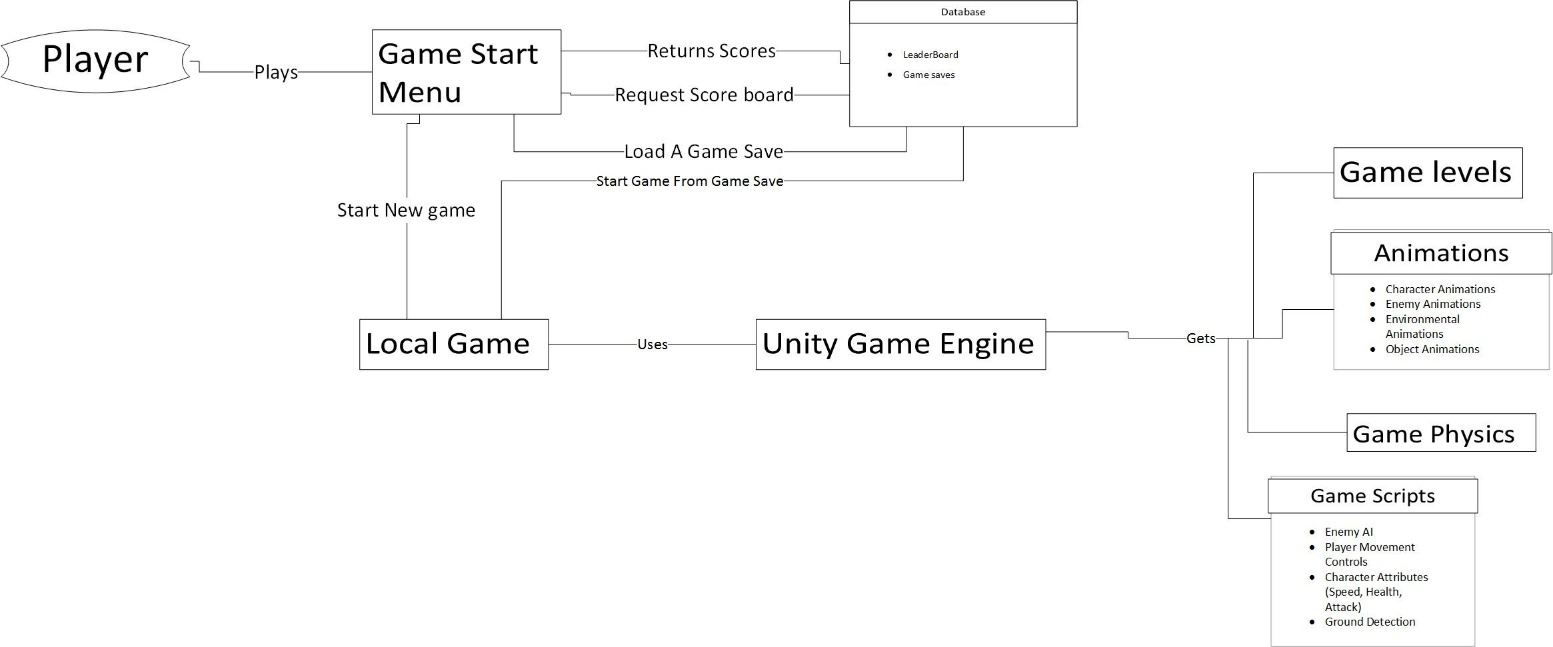 Player
Plays
Game Start
Menu
Returns Scores
Request Score board
Database
• LeaderBoard
• Game saves
Load A Game Save
Start Game From Game Save
Start New game
Local Game
Uses
Unity Game Engine
Gets
Game levels
Animations
• Character Animations
• Enemy Animations
• Environmental
Animations
• Object Animations
Game Physics
Game Scripts
• Enemy AI
• Player Movement
Controls
• Character Attributes
(Speed, Health,
Attack)
• Ground Detection